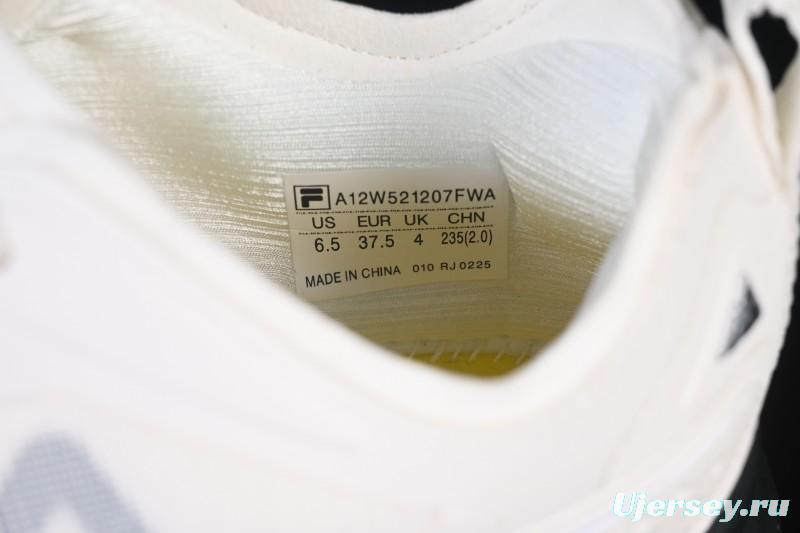 F A12W521207FWA
US EUR UK CHN
6.5 37.5 4 235(2.0)
MADE IN CHINA 010 RJ 0225
Ujersey.ru